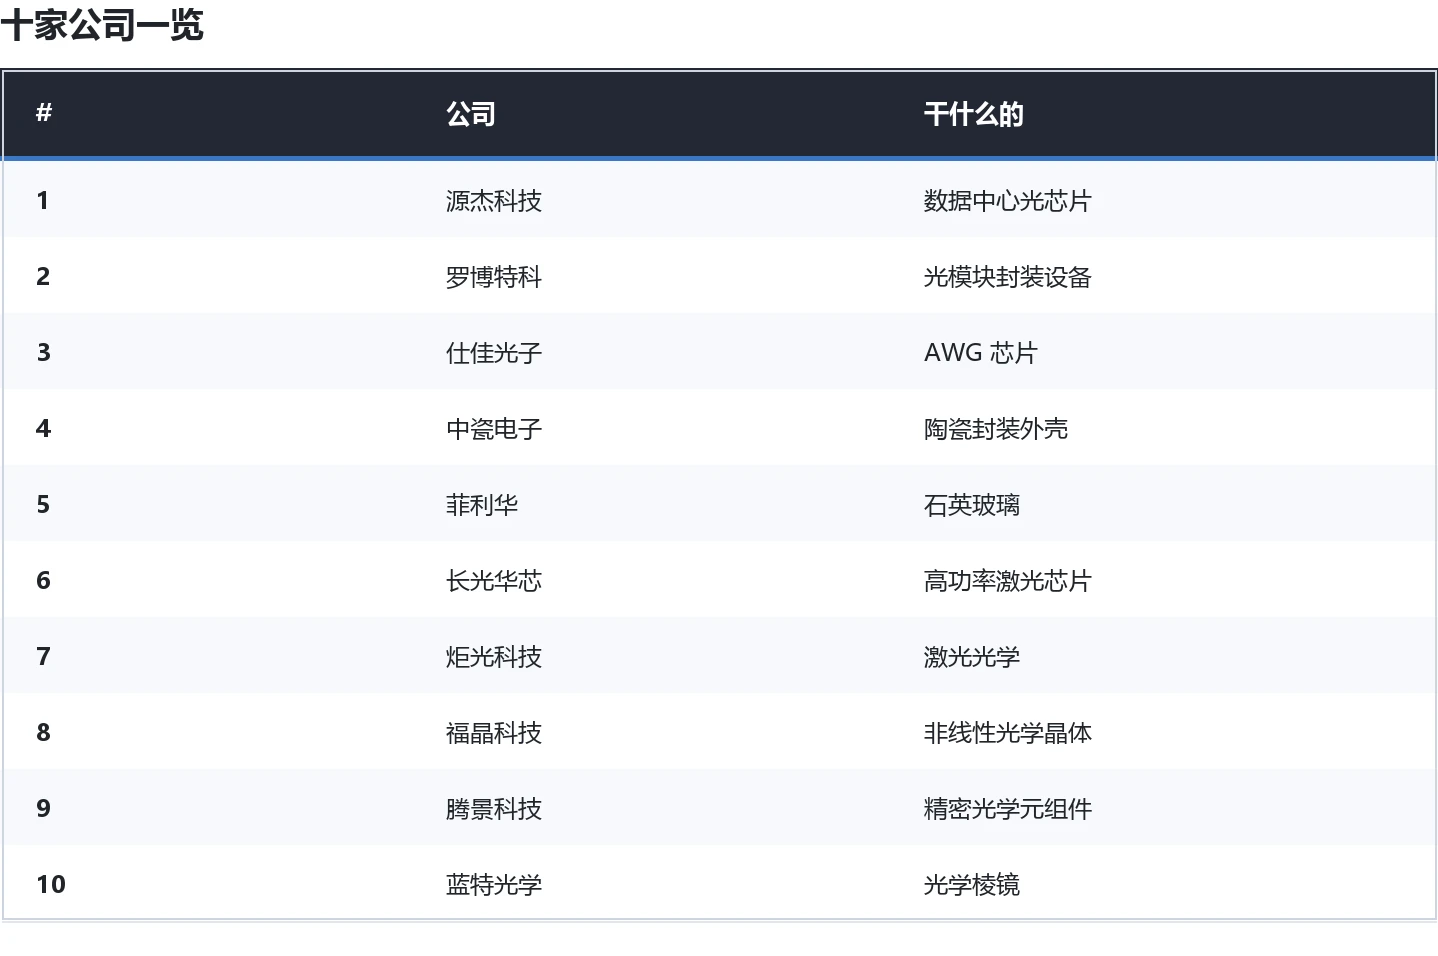 十家公司一览
# 公司 干什么的
1 源杰科技 数据中心光芯片
2 罗博特科 光模块封装设备
3 仕佳光子 AWG 芯片
4 中瓷电子 陶瓷封装外壳
5 菲利华 石英玻璃
6 长光华芯 高功率激光芯片
7 炬光科技 激光光学
8 福晶科技 非线性光学晶体
9 腾景科技 精密光学元组件
10 蓝特光学 光学棱镜